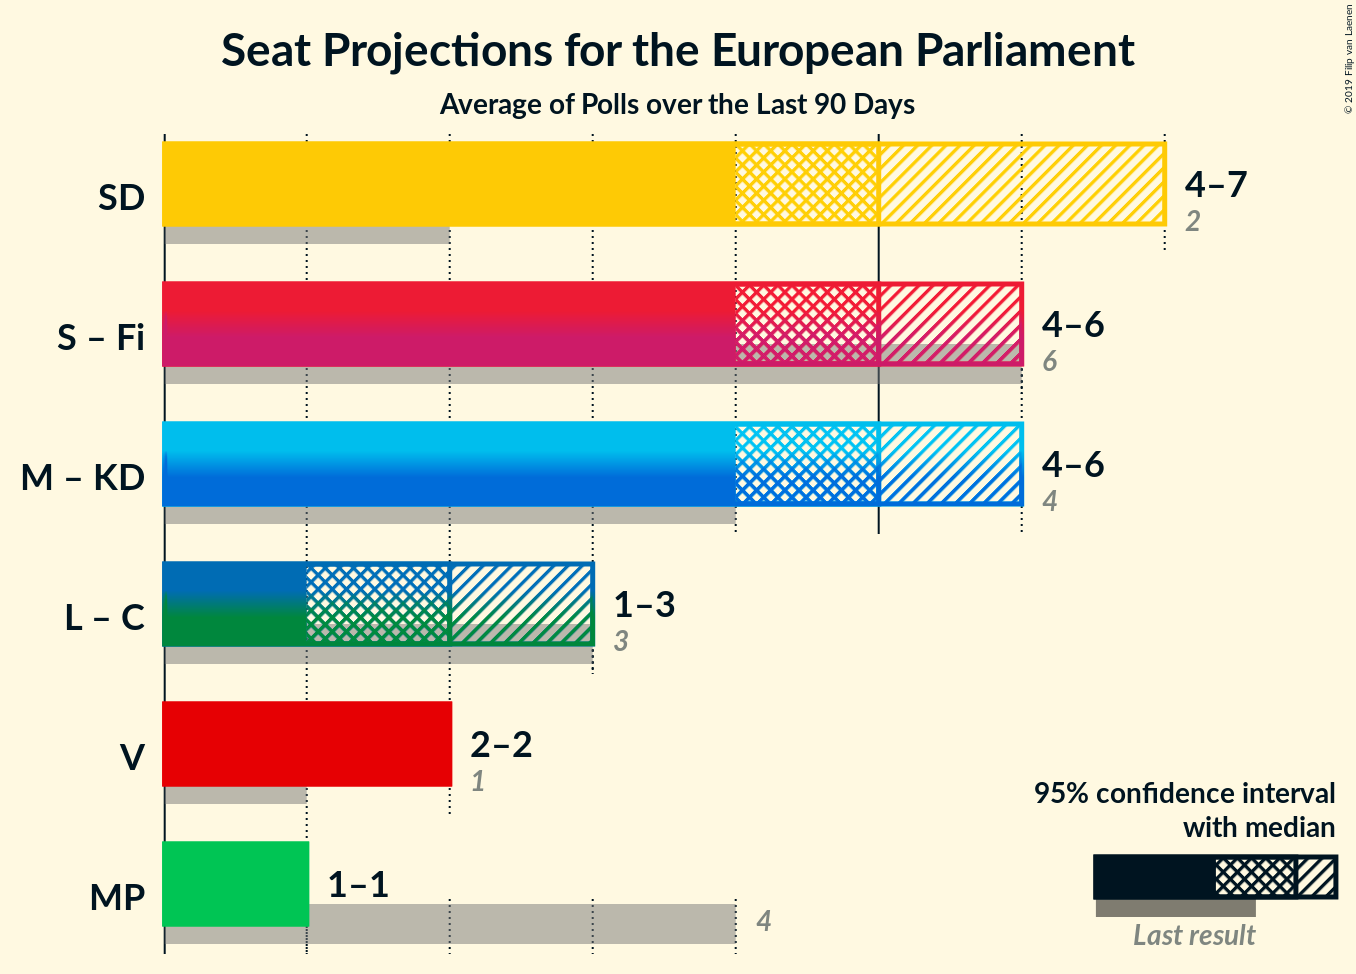 Seat Projections for the European Parliament
Average of Polls over the Last 90 Days
© 2019 Filip van Laenen
SD
4–7
2
S – Fi
4–6
6
M – KD
4–6
4
L – C
1–3
3
V
2–2
1
MP
1–1
4
95% confidence interval
with median
Last result